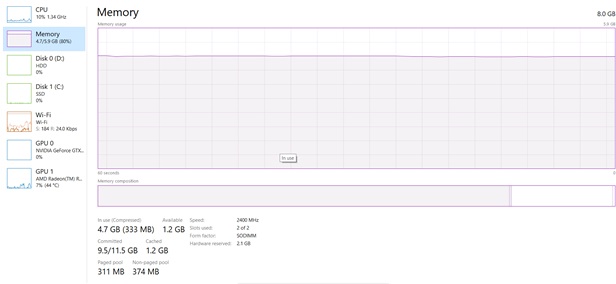 CPU
10% 1.34 GHz
Memory
4.7/5.9 GB (80%)
Disk 0 (D:)
HDD
0%
Disk 1 (C:)
SSD
0%
Wi-Fi
Wi-Fi
S: 184 R: 24.0 Kbps
GPU 0
NVIDIA GeForce GTX...
0%
GPU 1
AMD Radeon(TM) R...
7% (44 °C)
Memory 8.0 GB
Memory usage 5.9 GB
In use
60 seconds 0
Memory composition
In use (Compressed) Available Speed: 2400 MHz
4.7 GB (333 MB) 1.2 GB Slots used: 2 of 2
Form factor: SODIMM
Committed Cached Hardware reserved: 2.1 GB
9.5/11.5 GB 1.2 GB
Paged pool Non-paged pool
311 MB 374 MB